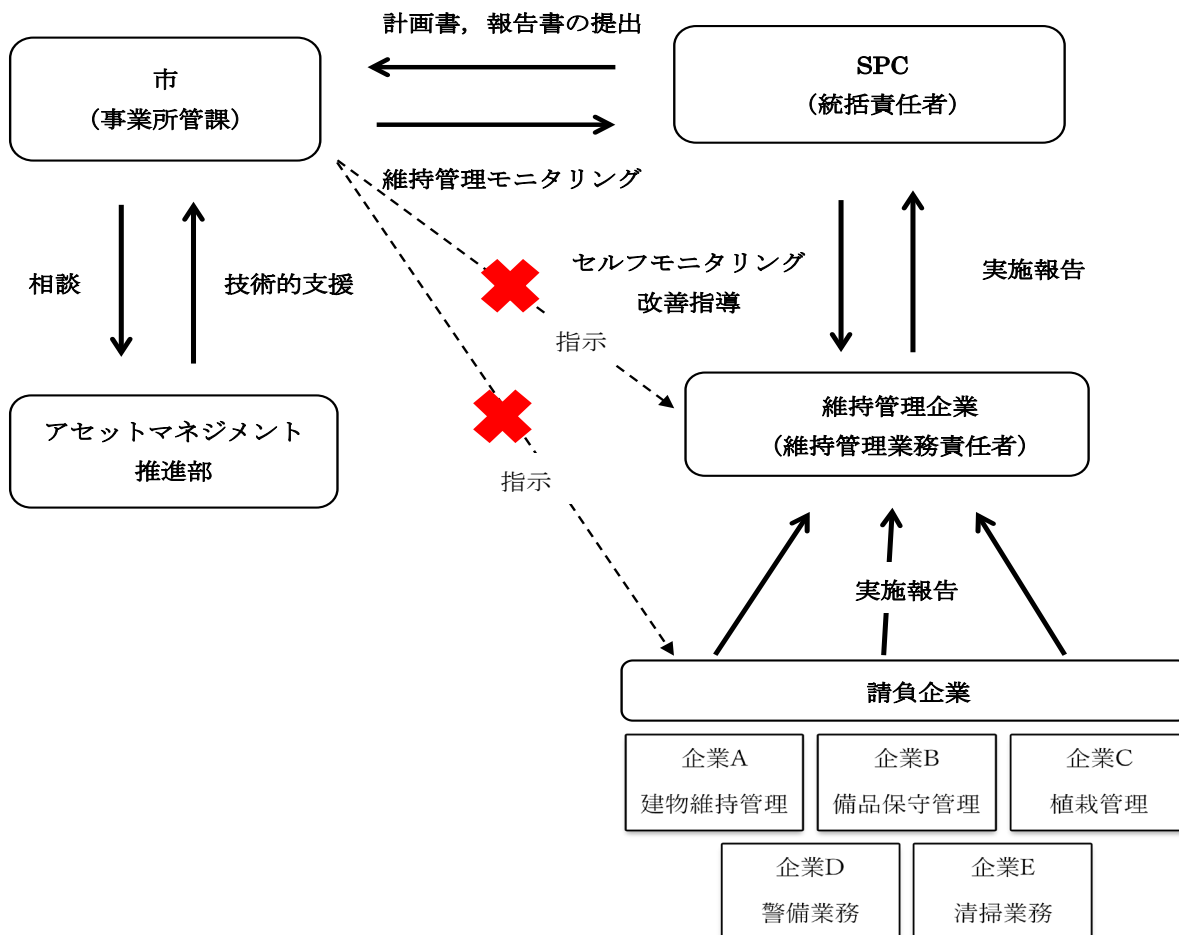 計画書，報告書の提出
市
（事業所管課）
SPC
（統括責任者）
維持管理モニタリング
相談
技術的支援
セルフモニタリング
改善指導
実施報告
指示
アセットマネジメント
推進部
維持管理企業
（維持管理業務責任者）
指示
実施報告
請負企業
企業A
建物維持管理
企業B
備品保守管理
企業C
植栽管理
企業D
警備業務
企業E
清掃業務